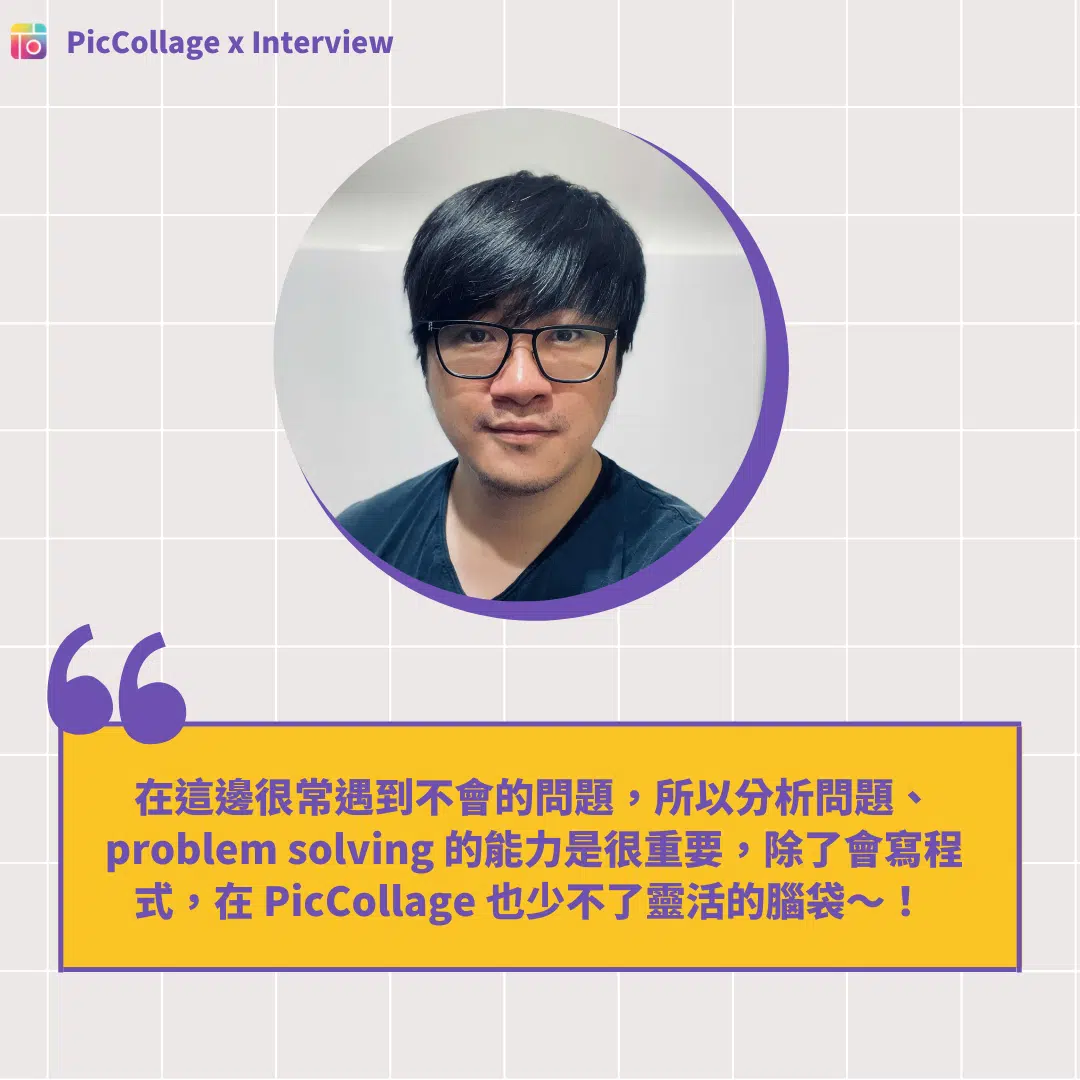 PicCollage x Interview
在這邊很常遇到不會的問題，所以分析問題、
problem solving 的能力是很重要，除了會寫程
式，在 PicCollage 也少不了靈活的腦袋～！